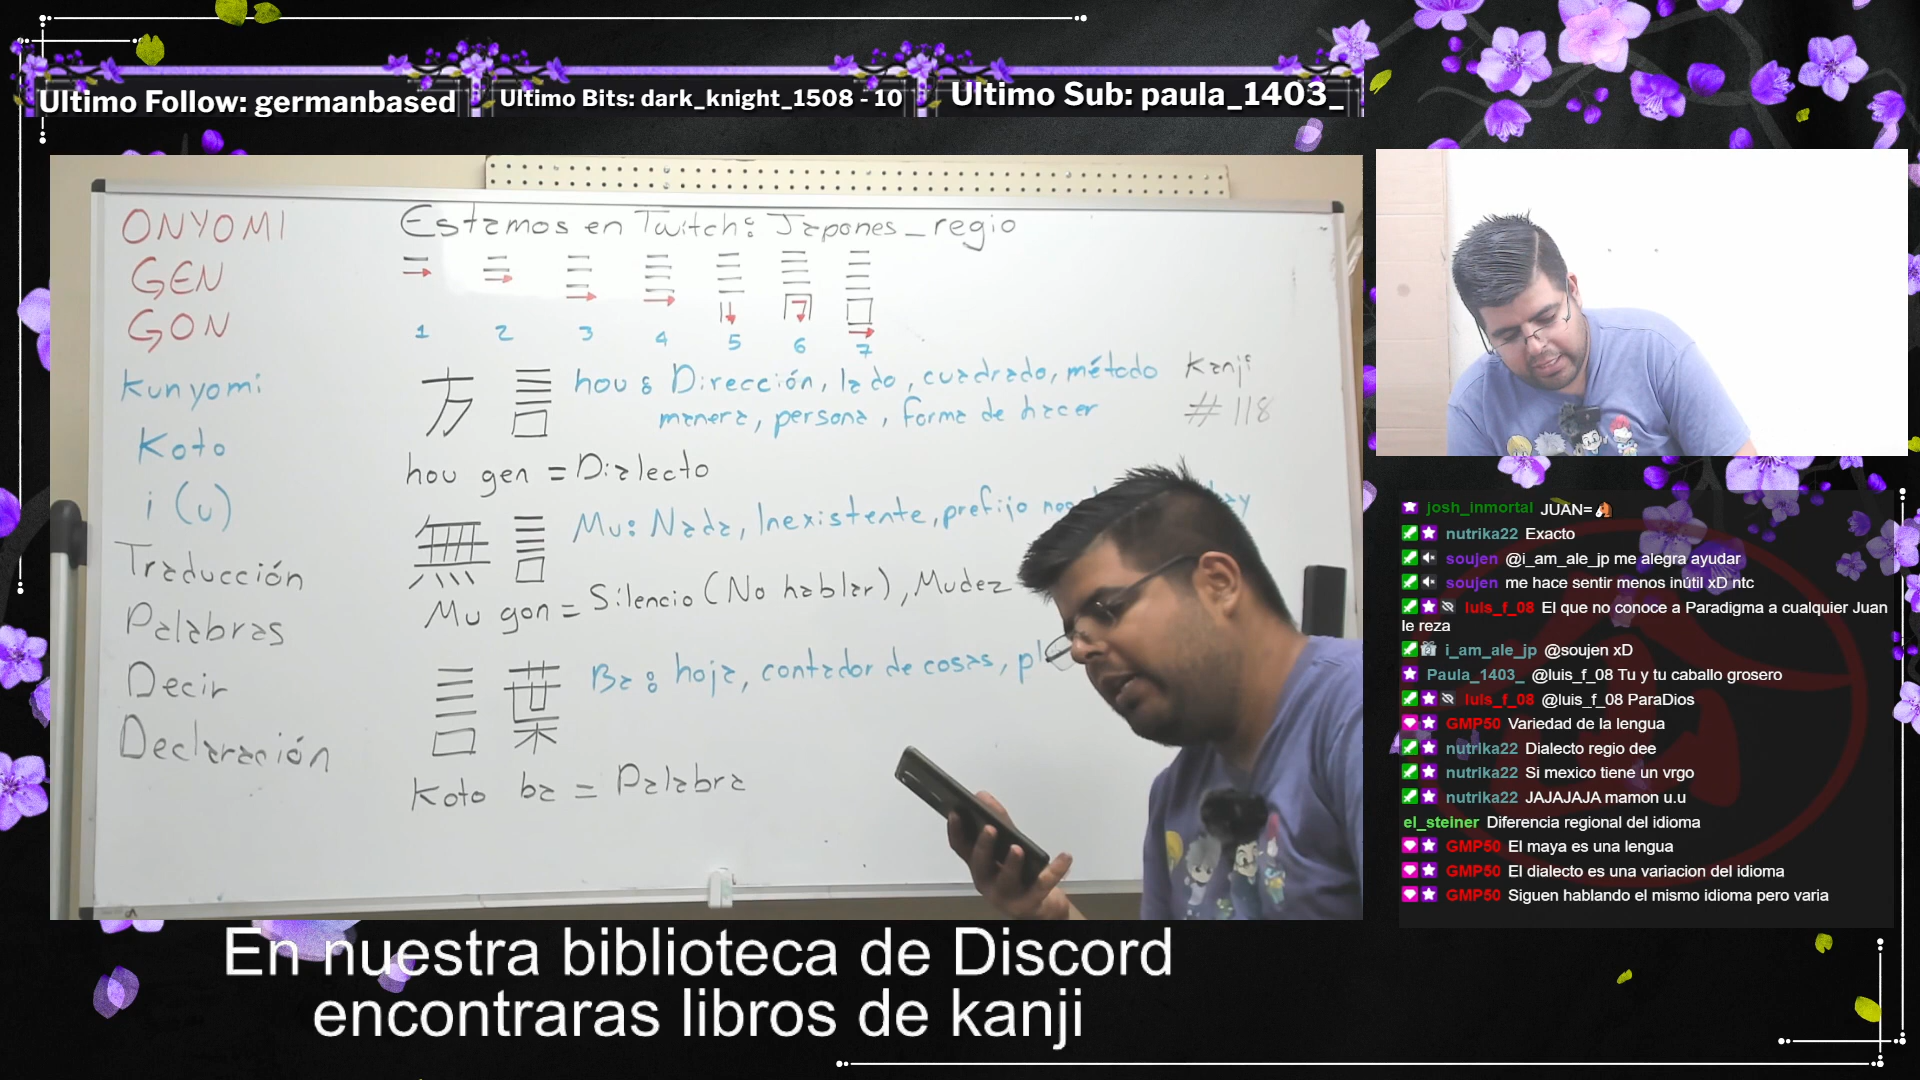 Ultimo Follow: germanbased
Ultimo Bits: dark_knight_1508 - 10
Ultimo Sub: paula_1403_
ONYOMI
GEN
GON
Kunyomi
Koto
i (u)
Traducción
Palabras
Decir
Declaración
Estamos en Twitch: Japones_regio
1 2 3 4 5 6 7
方言 hou: Dirección, lado, cuadrado, método
manera, persona, forma de hacer
Kanji
#118
hou gen = Dialecto
無言 Mu: Nada, Inexistente, prefijo
Mu gon = Silencio (No hablar), Mudez
言葉 Ba: hoja, contador de cosas,
Koto ba = Palabra
josh_inmortal JUAN=🐴
nutrika22 Exacto
soujen @i_am_ale_jp me alegra ayudar
soujen me hace sentir menos inútil xD ntc
luis_f_08 El que no conoce a Paradigma a cualquier Juan
le reza
i_am_ale_jp @soujen xD
Paula_1403_ @luis_f_08 Tu y tu caballo grosero
luis_f_08 @luis_f_08 ParaDios
GMP50 Variedad de la lengua
nutrika22 Dialecto regio dee
nutrika22 Si mexico tiene un vrgo
nutrika22 JAJAJAJA mamon u.u
el_steiner Diferencia regional del idioma
GMP50 El maya es una lengua
GMP50 El dialecto es una variacion del idioma
GMP50 Siguen hablando el mismo idioma pero varia
En nuestra biblioteca de Discord
encontraras libros de kanji